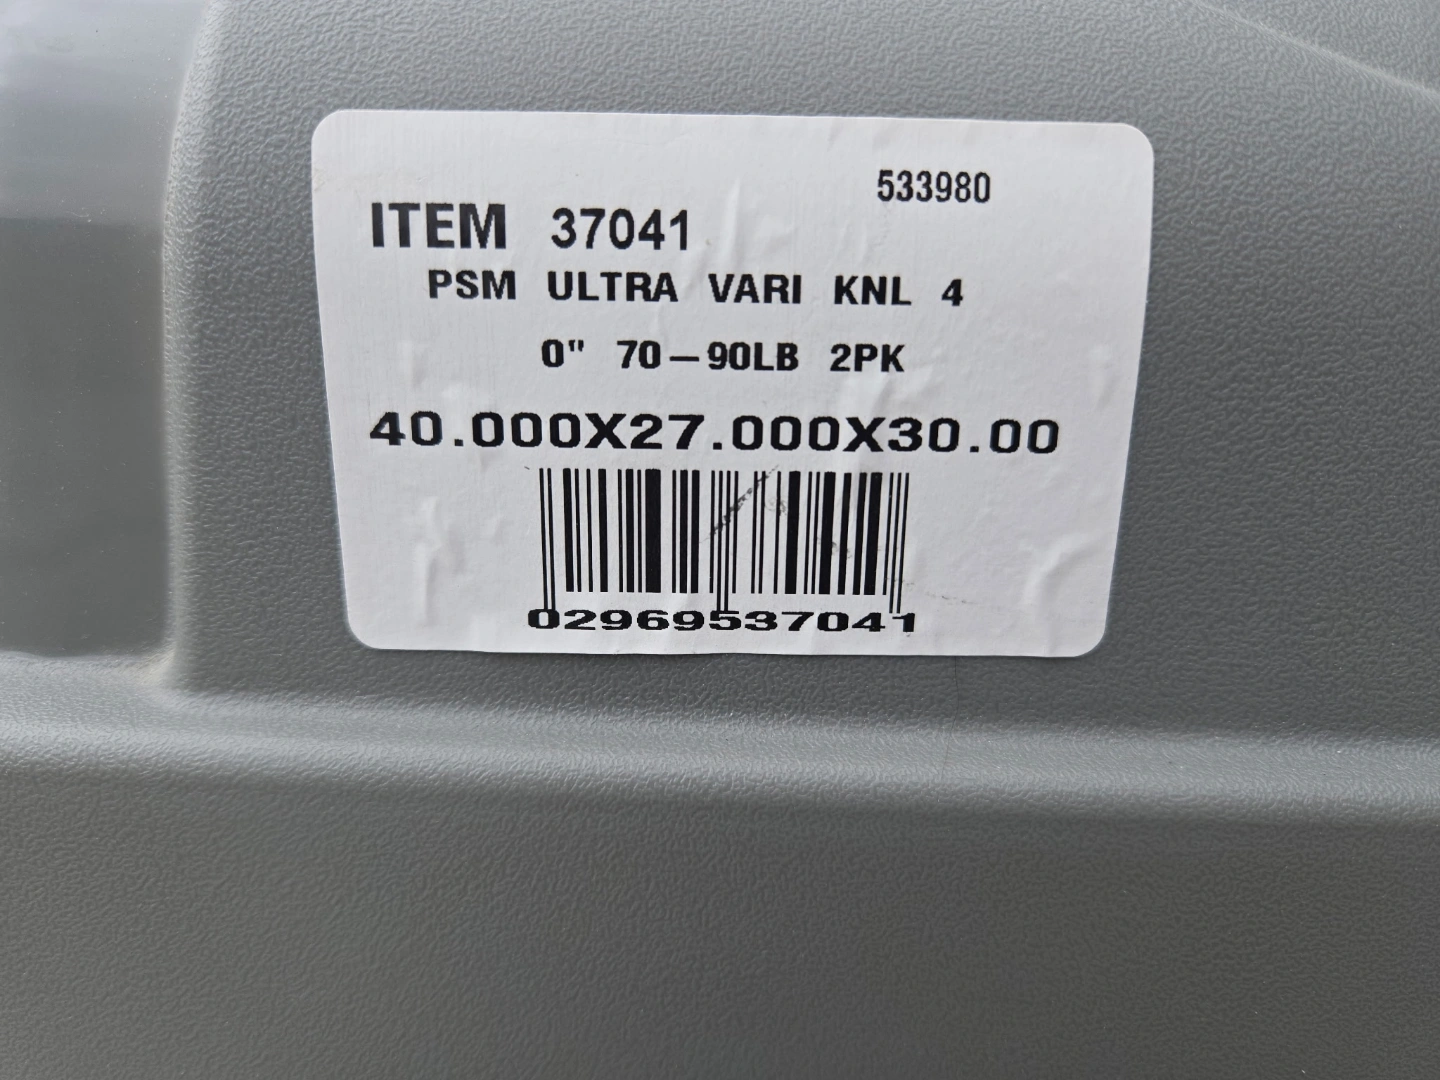 533980
ITEM 37041
PSM ULTRA VARI KNL 4
0" 70-90LB 2PK
40.000X27.000X30.00
02969537041